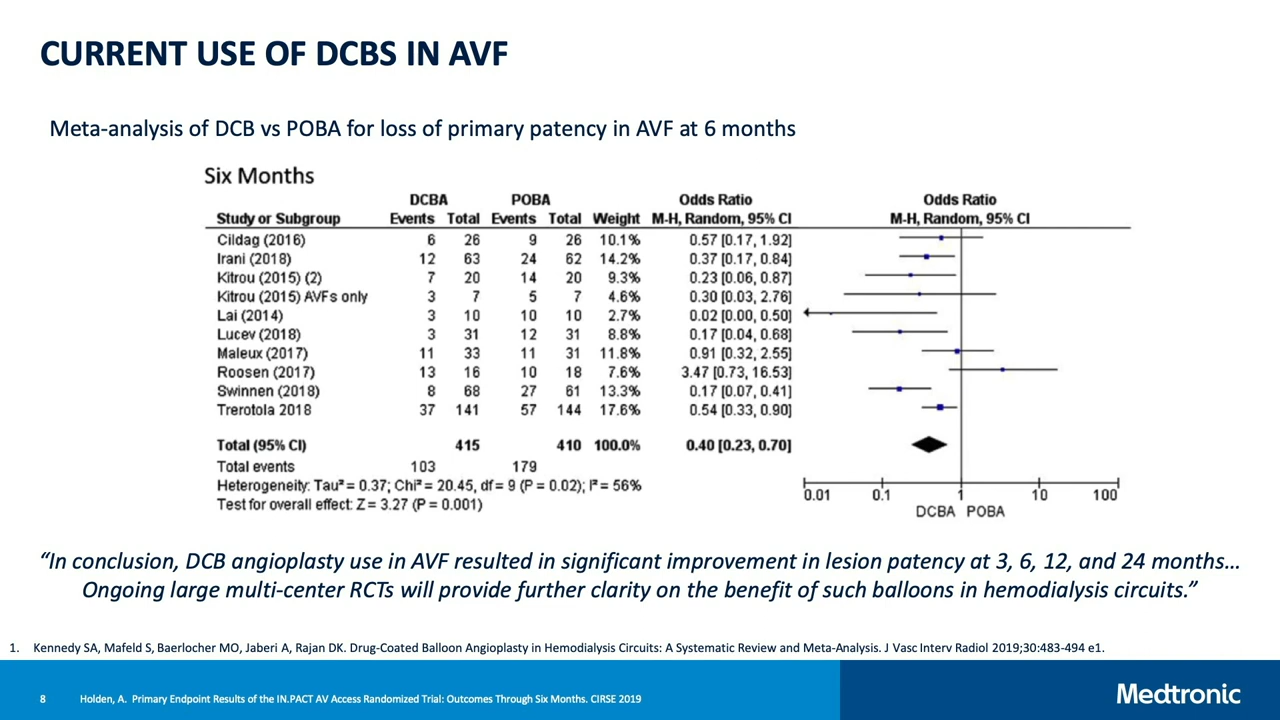 CURRENT USE OF DCBS IN AVF
Meta-analysis of DCB vs POBA for loss of primary patency in AVF at 6 months
Six Months
DCBA POBA Odds Ratio Odds Ratio
Study or Subgroup Events Total Events Total Weight M-H, Random, 95% CI M-H, Random, 95% CI
Cildag (2016) 6 26 9 26 10.1% 0.57 [0.17, 1.92]
Irani (2018) 12 63 24 62 14.2% 0.37 [0.17, 0.84]
Kitrou (2015) (2) 7 20 14 20 9.3% 0.23 [0.06, 0.87]
Kitrou (2015) AVFs only 3 7 5 7 4.6% 0.30 [0.03, 2.76]
Lai (2014) 3 10 10 10 2.7% 0.02 [0.00, 0.50]
Lucev (2018) 3 31 12 31 8.8% 0.17 [0.04, 0.68]
Maleux (2017) 11 33 11 31 11.8% 0.91 [0.32, 2.55]
Roosen (2017) 13 16 10 18 7.6% 3.47 [0.73, 16.53]
Swinnen (2018) 8 68 27 61 13.3% 0.17 [0.07, 0.41]
Trerotola 2018 37 141 57 144 17.6% 0.54 [0.33, 0.90]
Total (95% CI) 415 410 100.0% 0.40 [0.23, 0.70]
Total events 103 179
Heterogeneity: Tau² = 0.37; Chi² = 20.45, df = 9 (P = 0.02); I² = 56%
Test for overall effect: Z = 3.27 (P = 0.001)
0.01 0.1 1 10 100
DCBA POBA
“In conclusion, DCB angioplasty use in AVF resulted in significant improvement in lesion patency at 3, 6, 12, and 24 months…
Ongoing large multi-center RCTs will provide further clarity on the benefit of such balloons in hemodialysis circuits.”
1. Kennedy SA, Mafeld S, Baerlocher MO, Jaberi A, Rajan DK. Drug-Coated Balloon Angioplasty in Hemodialysis Circuits: A Systematic Review and Meta-Analysis. J Vasc Interv Radiol 2019;30:483-494 e1.
8 Holden, A. Primary Endpoint Results of the IN.PACT AV Access Randomized Trial: Outcomes Through Six Months. CIRSE 2019
Medtronic